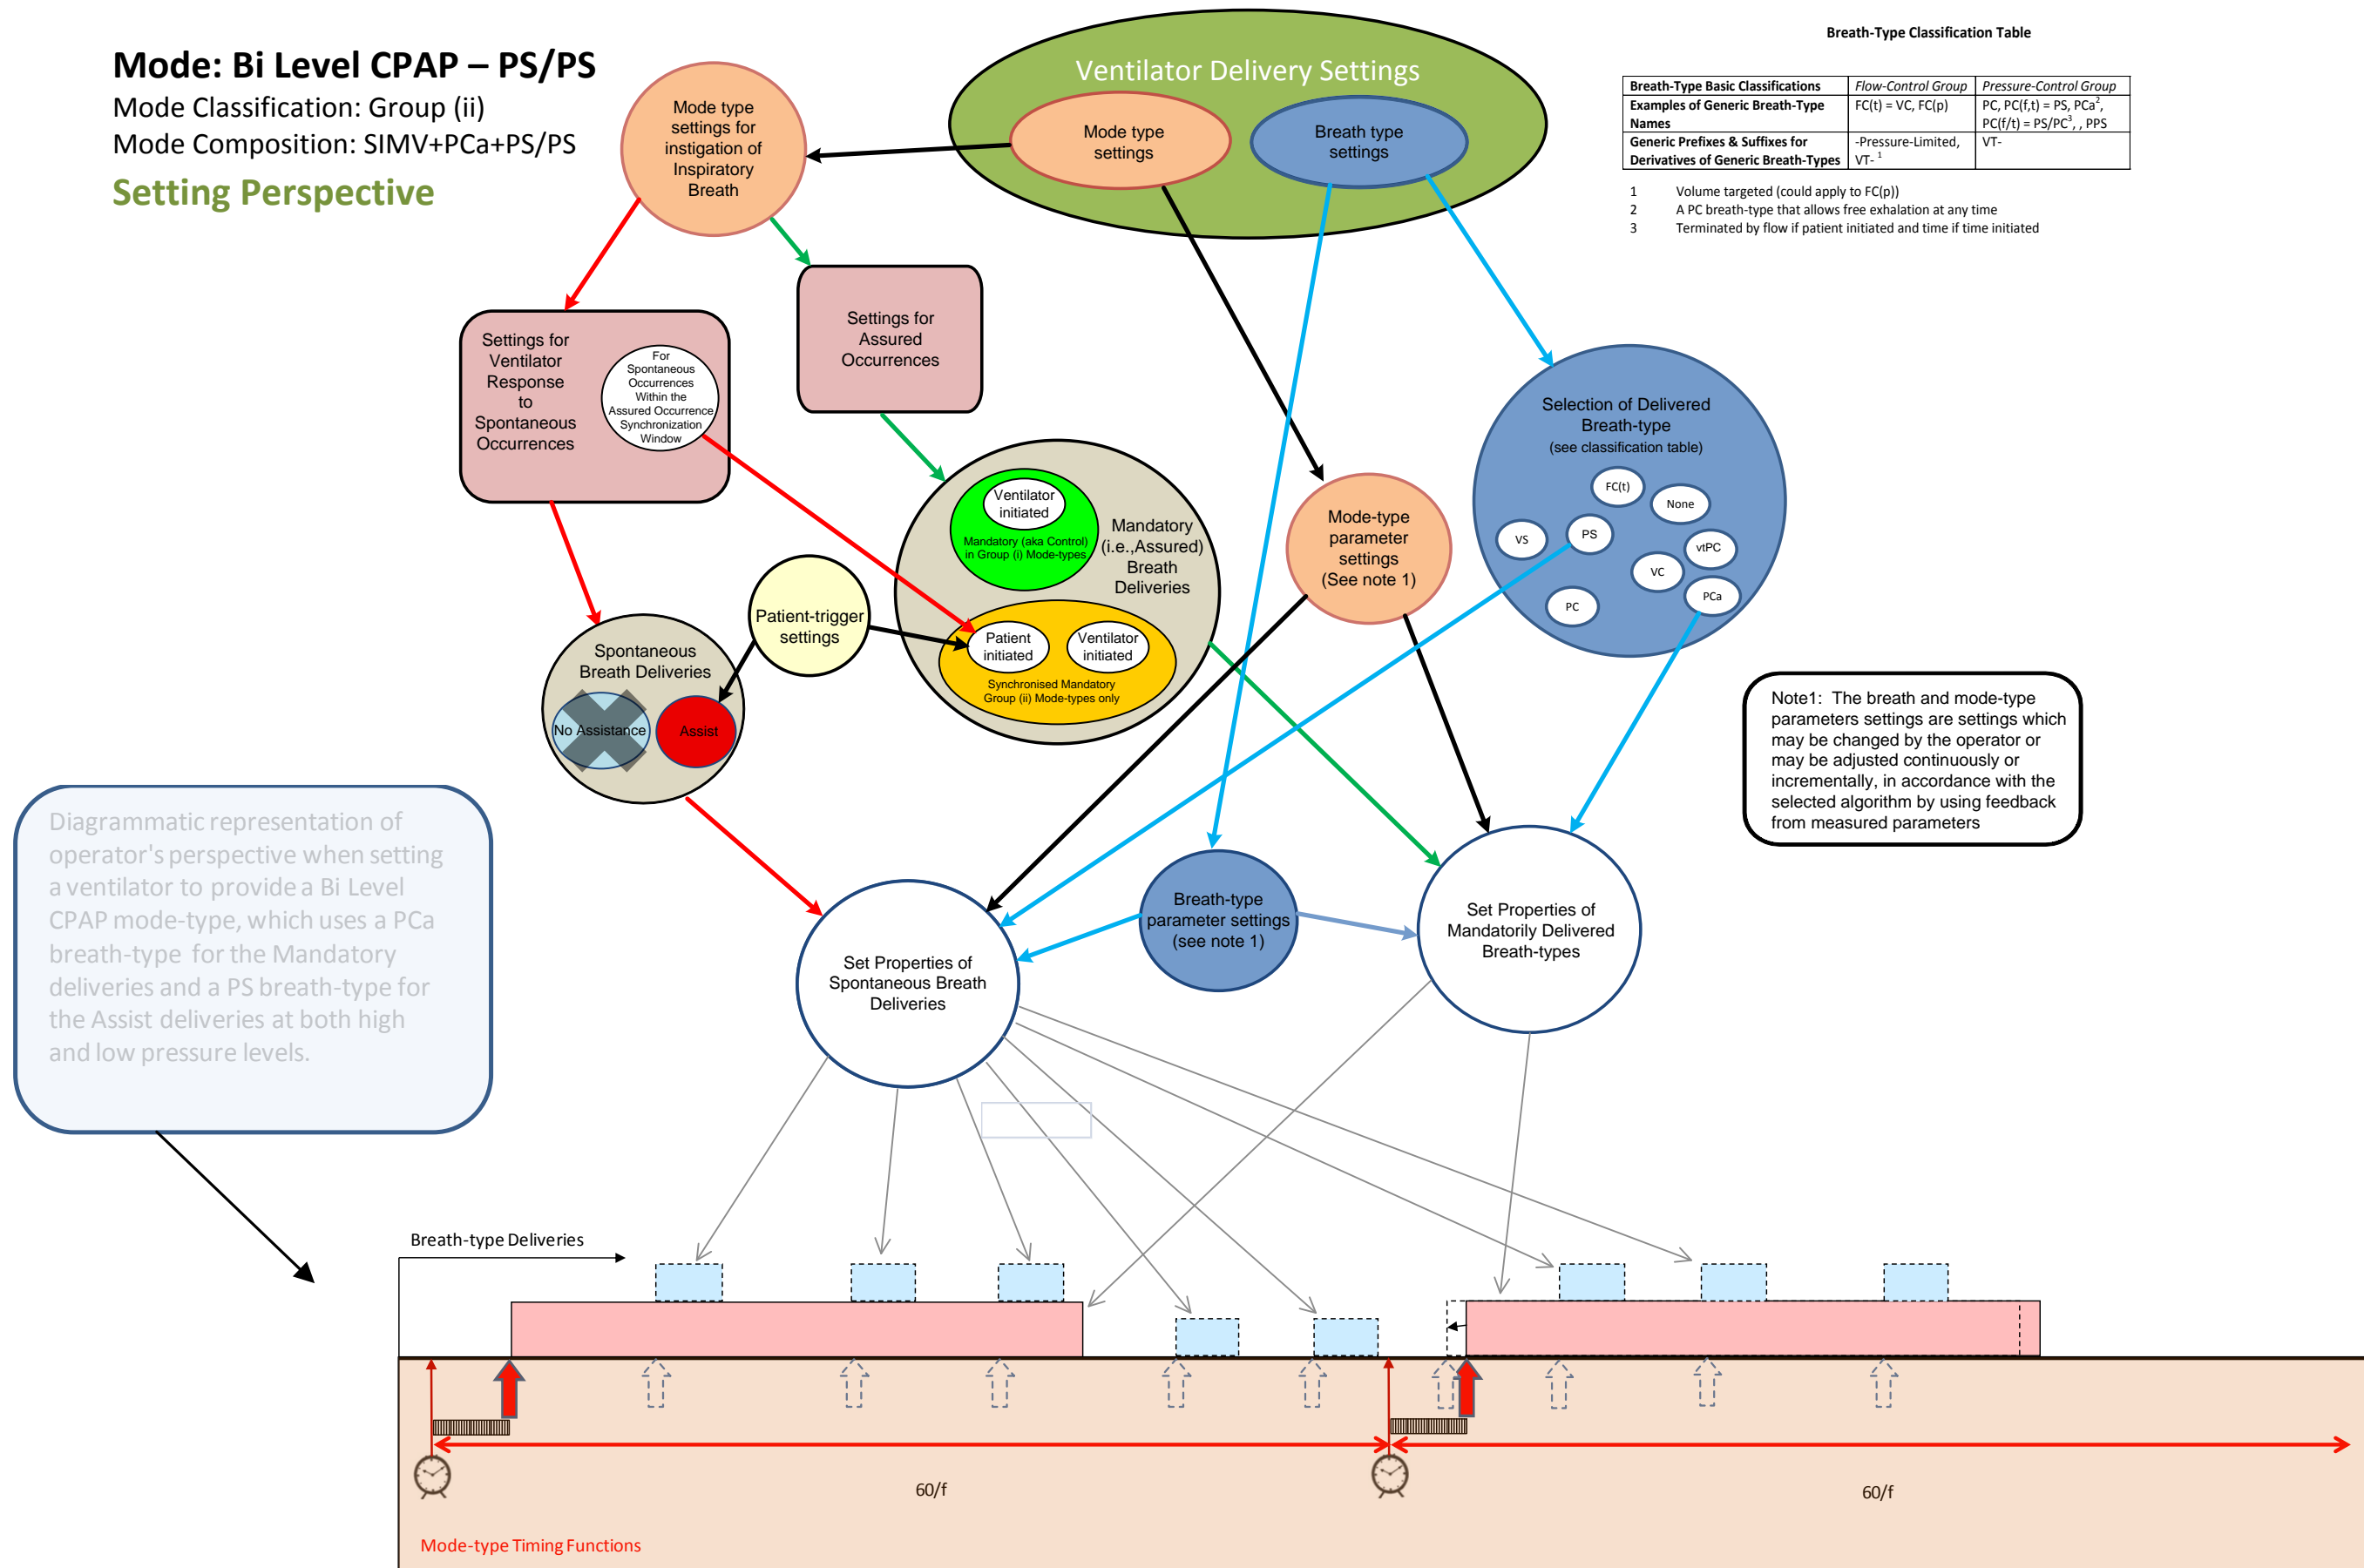 Mode: Bi Level CPAP – PS/PS
Mode Classification: Group (ii)
Mode Composition: SIMV+PCa+PS/PS
Setting Perspective
Ventilator Delivery Settings
Mode type
settings
Breath type
settings
Mode type
settings for
instigation of
Inspiratory
Breath
Breath-Type Classification Table
Breath-Type Basic Classifications Flow-Control Group Pressure-Control Group
Examples of Generic Breath-Type FC(t) = VC, FC(p) PC, PC(f,t) = PS, PCa2,
Names PC(f/t) = PS/PC3, , PPS
Generic Prefixes & Suffixes for -Pressure-Limited, VT-
Derivatives of Generic Breath-Types VT- 1
1 Volume targeted (could apply to FC(p))
2 A PC breath-type that allows free exhalation at any time
3 Terminated by flow if patient initiated and time if time initiated
Settings for
Ventilator
Response
to
Spontaneous
Occurrences
For
Spontaneous
Occurrences
Within the
Assured Occurrence
Synchronization
Window
Settings for
Assured
Occurrences
Selection of Delivered
Breath-type
(see classification table)
FC(t)
None
VS
PS
vtPC
VC
PCa
PC
Ventilator
initiated
Mandatory (aka Control)
in Group (i) Mode-types
Mandatory
(i.e.,Assured)
Breath
Deliveries
Patient
initiated
Ventilator
initiated
Synchronised Mandatory
Group (ii) Mode-types only
Mode-type
parameter
settings
(See note 1)
Patient-trigger
settings
Spontaneous
Breath Deliveries
No Assistance
Assist
Note1:  The breath and mode-type
parameters settings are settings which
may be changed by the operator or
may be adjusted continuously or
incrementally, in accordance with the
selected algorithm by using feedback
from measured parameters
Diagrammatic representation of
operator's perspective when setting
a ventilator to provide a Bi Level
CPAP mode-type, which uses a PCa
breath-type  for the Mandatory
deliveries and a PS breath-type for
the Assist deliveries at both high
and low pressure levels.
Breath-type
parameter settings
(see note 1)
Set Properties of
Spontaneous Breath
Deliveries
Set Properties of
Mandatorily Delivered
Breath-types
Breath-type Deliveries
60/f
60/f
Mode-type Timing Functions